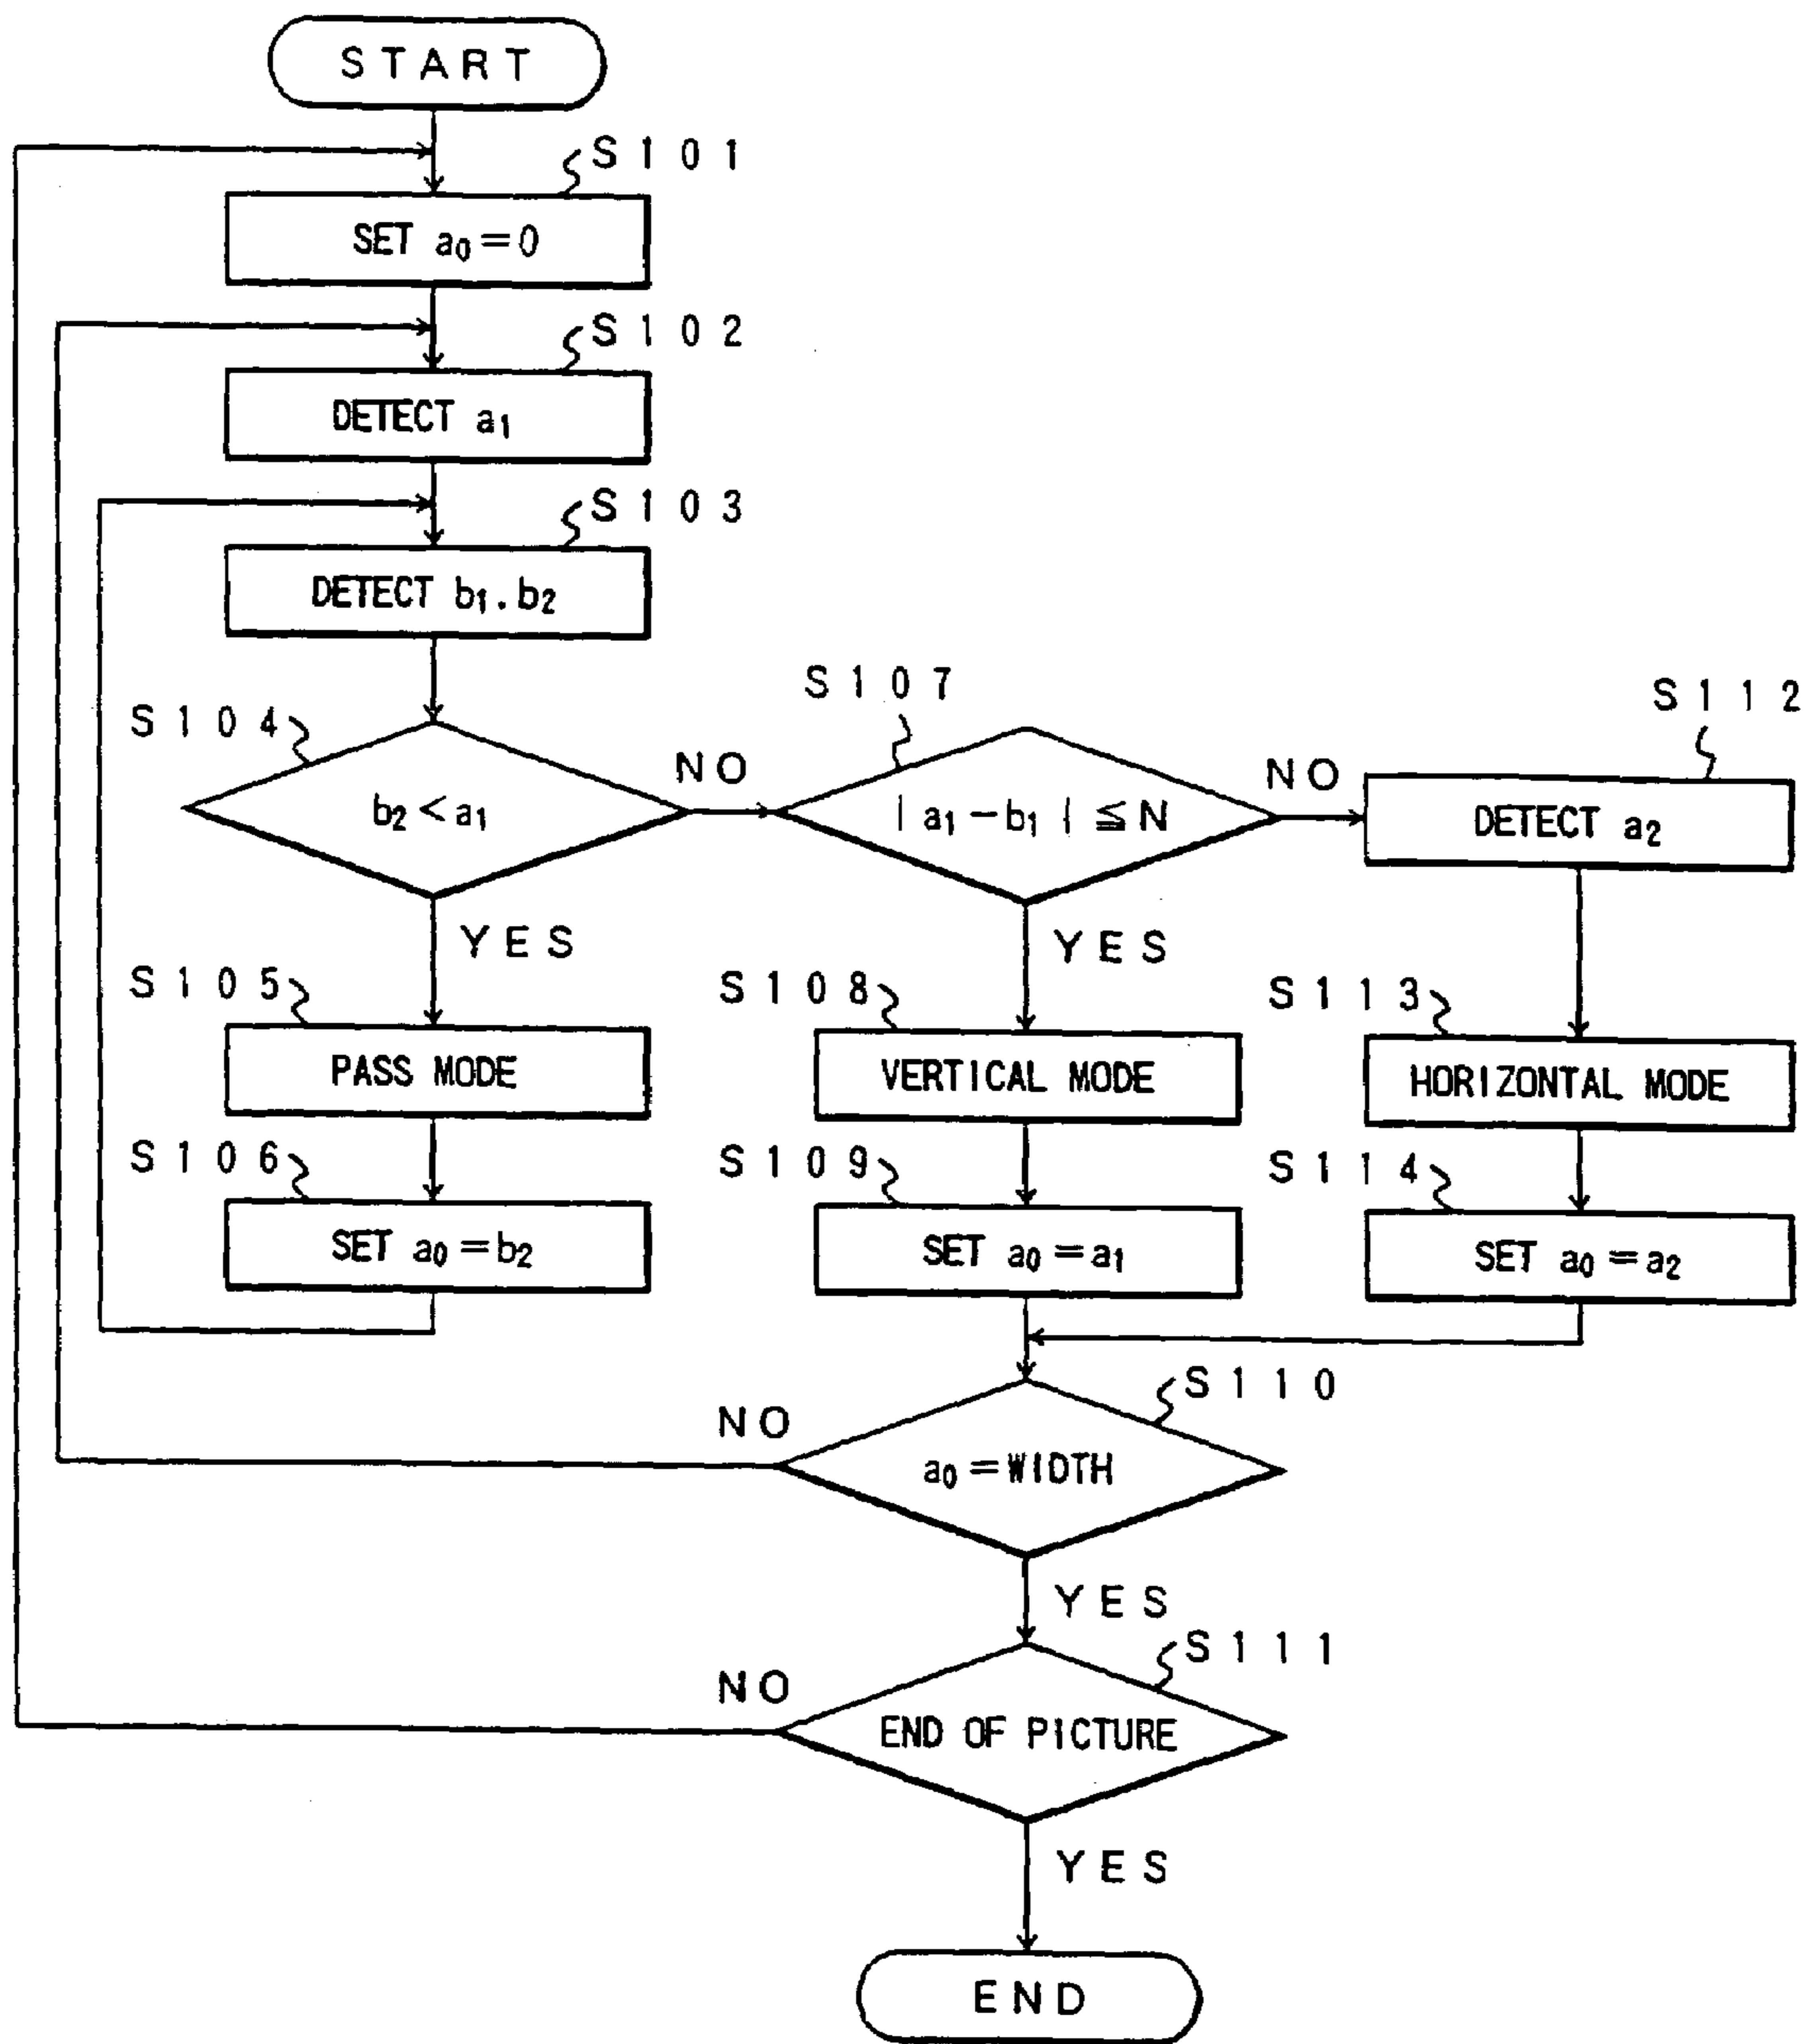 START
S101
SET a₀=0
S102
DETECT a₁
S103
DETECT b₁.b₂
S104
b₂<a₁
NO
S107
|a₁-b₁|≦N
NO
S112
DETECT a₂
YES
YES
S105
PASS MODE
S108
VERTICAL MODE
S113
HORIZONTAL MODE
S106
SET a₀=b₂
S109
SET a₀=a₁
S114
SET a₀=a₂
S110
NO
a₀=WIDTH
YES
S111
NO
END OF PICTURE
YES
END